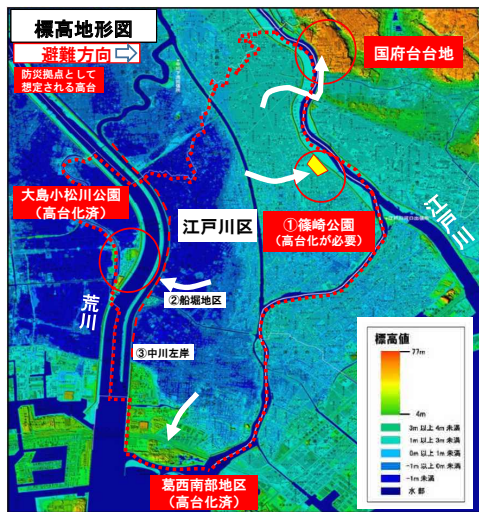 標高地形図
避難方向
防災拠点として
想定される高台
国府台台地
大島小松川公園
（高台化済）
江戸川区
①篠崎公園
（高台化が必要）
江戸川
荒川
②船堀地区
③中川左岸
葛西南部地区
（高台化済）
標高値
77m
4m
3m 以上 4m 未満
1m 以上 3m 未満
0m 以上 1m 未満
-1m 以上 0m 未満
-1m 未満
水 部